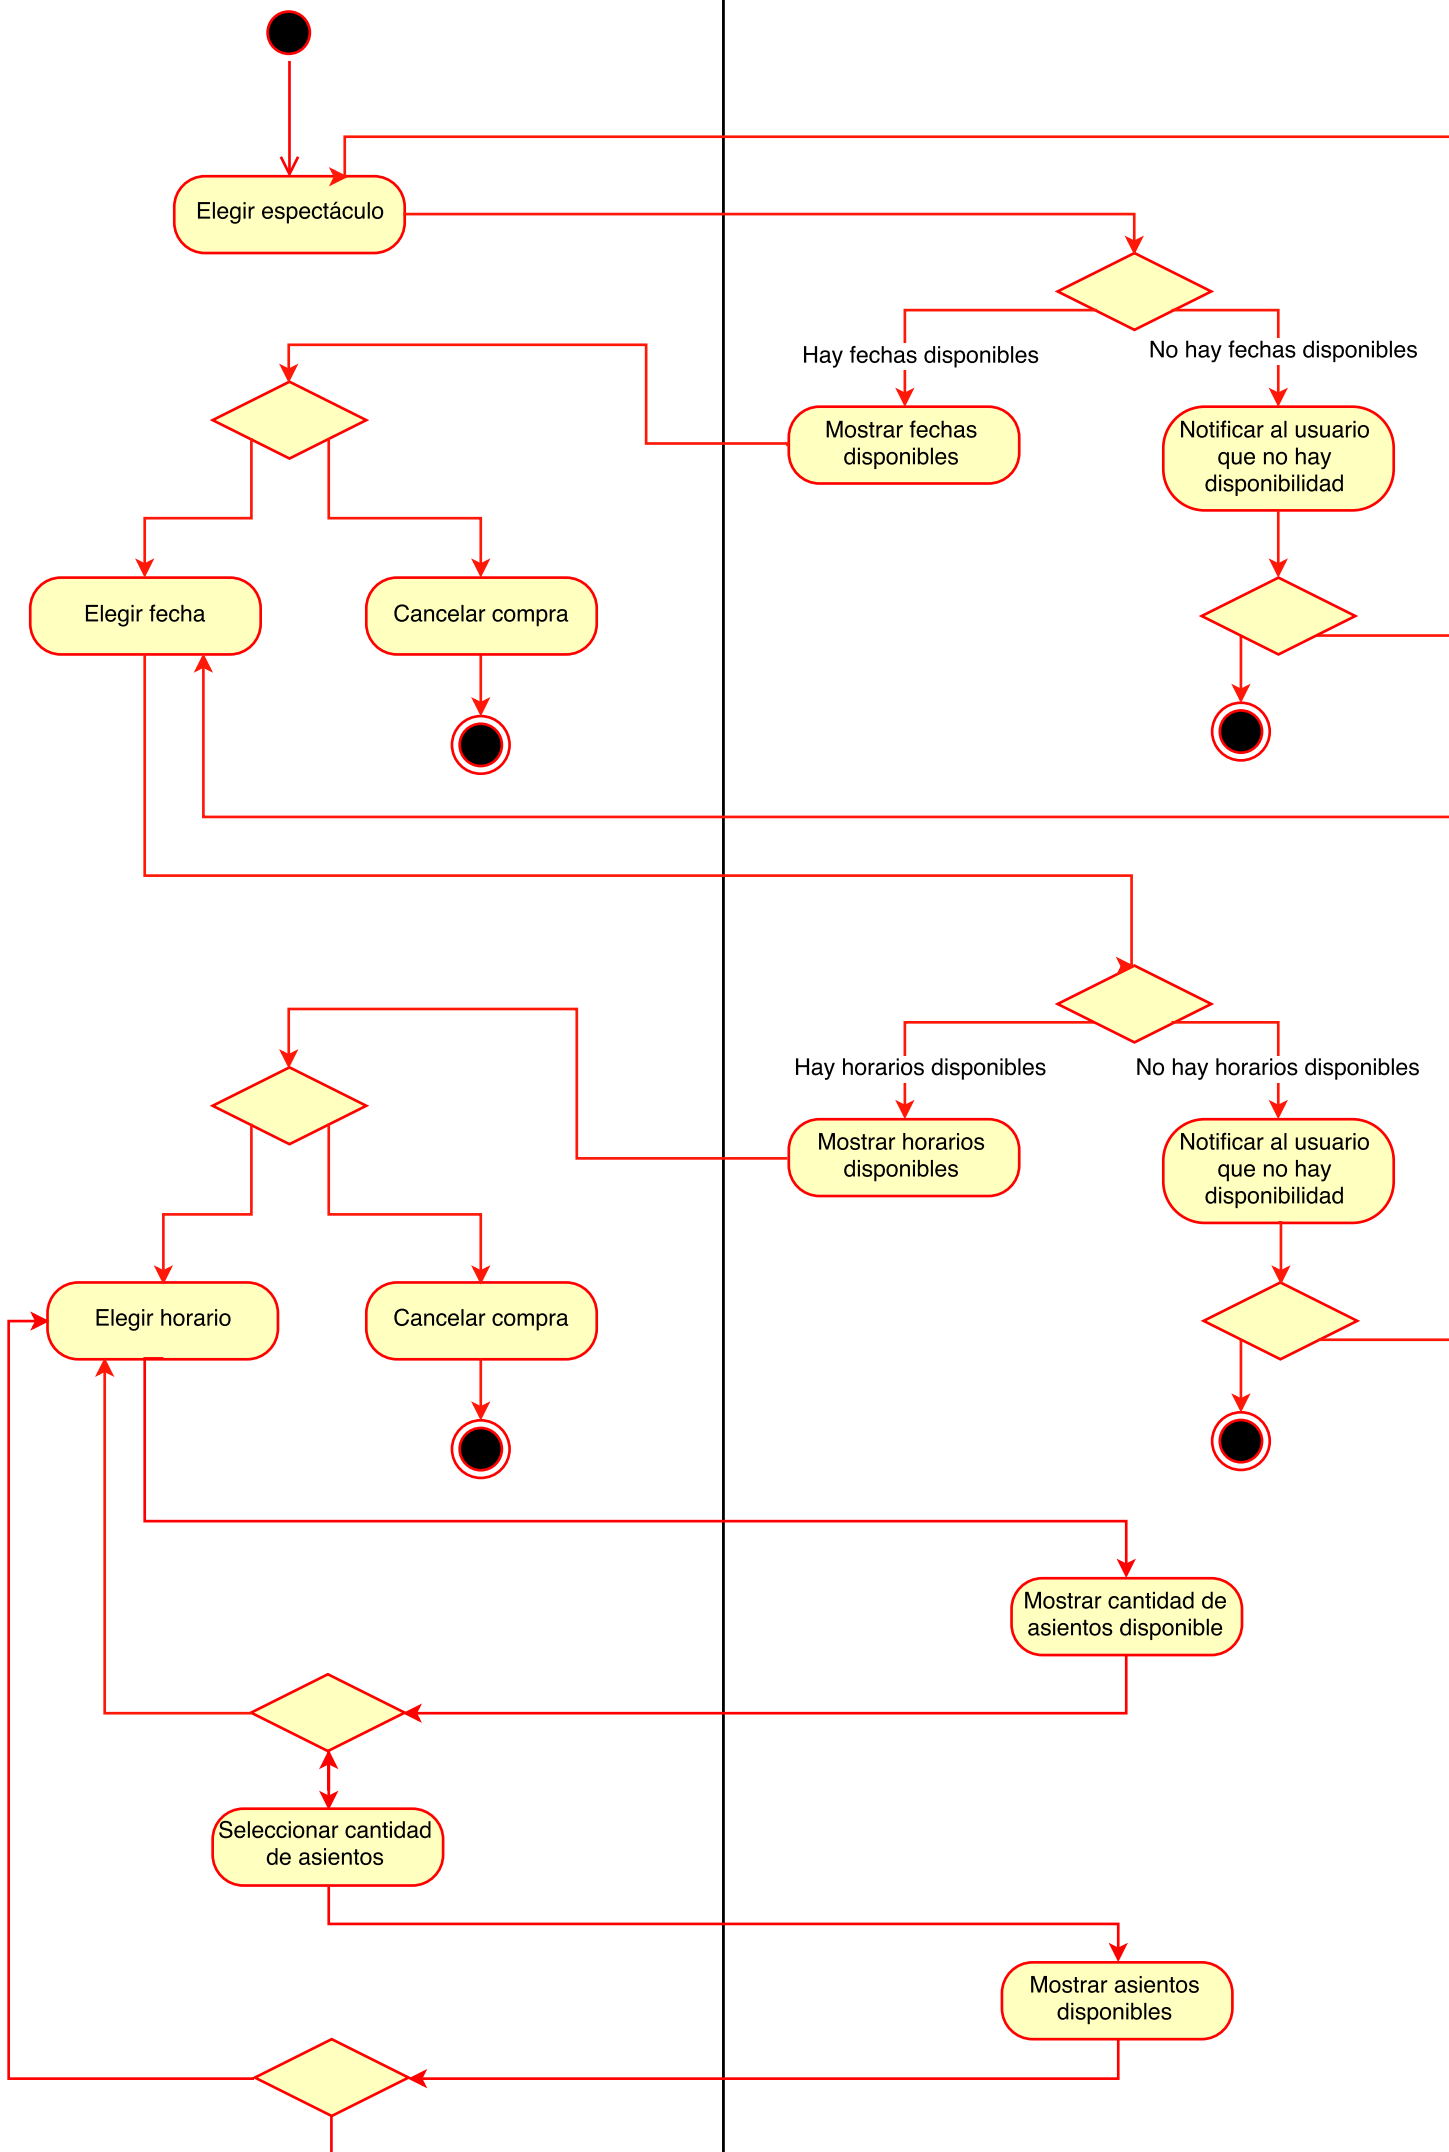 Elegir espectáculo
Hay fechas disponibles
No hay fechas disponibles
Mostrar fechas
disponibles
Notificar al usuario
que no hay
disponibilidad
Elegir fecha
Cancelar compra
Hay horarios disponibles
No hay horarios disponibles
Mostrar horarios
disponibles
Notificar al usuario
que no hay
disponibilidad
Elegir horario
Cancelar compra
Mostrar cantidad de
asientos disponible
Seleccionar cantidad
de asientos
Mostrar asientos
disponibles